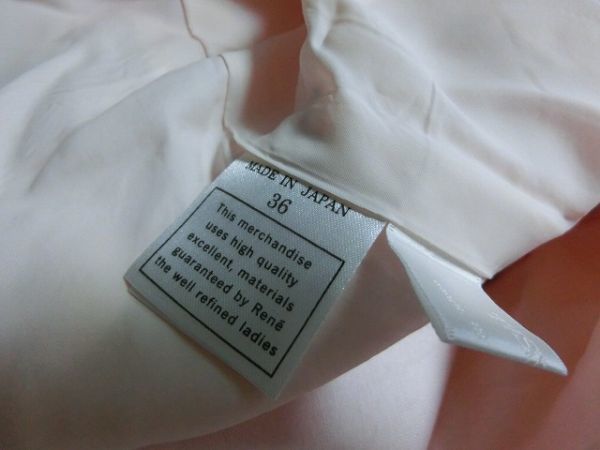 MADE IN JAPAN
36
This merchandise
uses high quality
excellent, materials
guaranteed by René
the well refined ladies